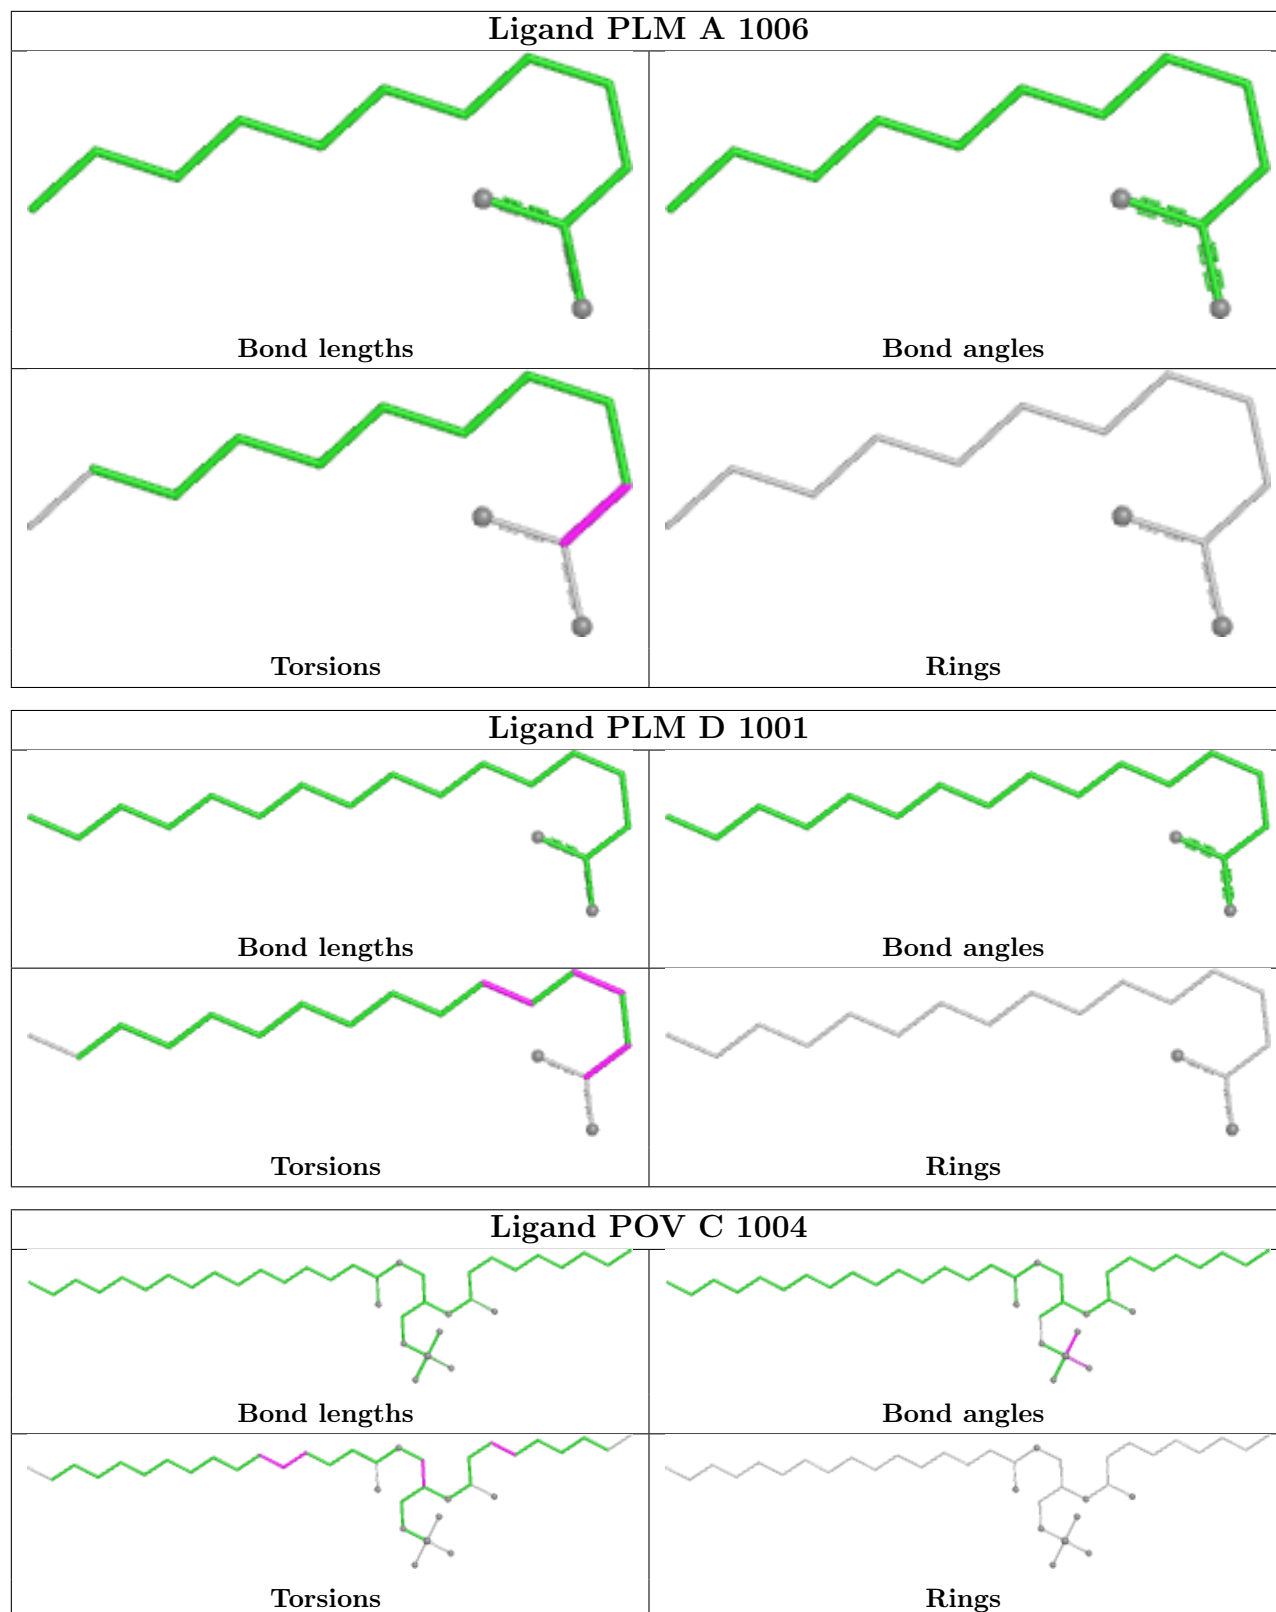 Ligand PLM A 1006
Bond lengths
Bond angles
Torsions
Rings
Ligand PLM D 1001
Bond lengths
Bond angles
Torsions
Rings
Ligand POV C 1004
Bond lengths
Bond angles
Torsions
Rings